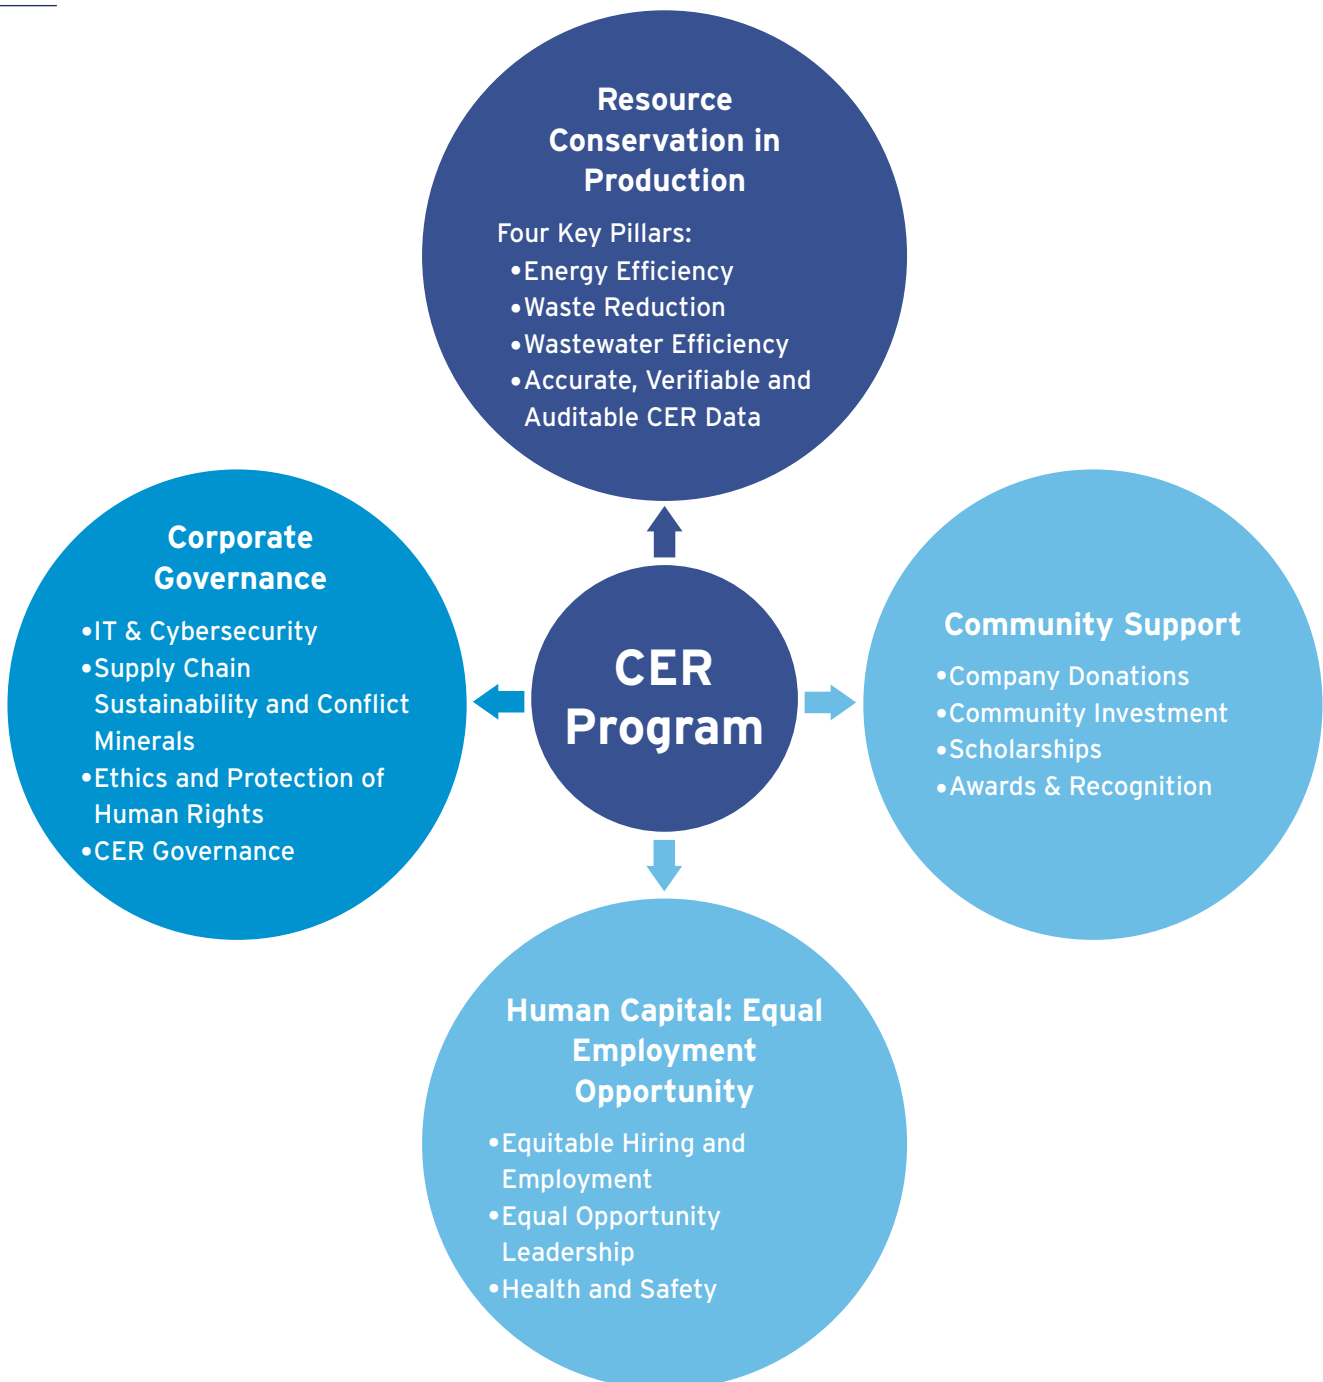 Resource
Conservation in
Production
Four Key Pillars:
•Energy Efficiency
•Waste Reduction
•Wastewater Efficiency
•Accurate, Verifiable and
Auditable CER Data
Corporate
Governance
•IT & Cybersecurity
•Supply Chain
Sustainability and Conflict
Minerals
•Ethics and Protection of
Human Rights
•CER Governance
CER
Program
Community Support
•Company Donations
•Community Investment
•Scholarships
•Awards & Recognition
Human Capital: Equal
Employment
Opportunity
•Equitable Hiring and
Employment
•Equal Opportunity
Leadership
•Health and Safety